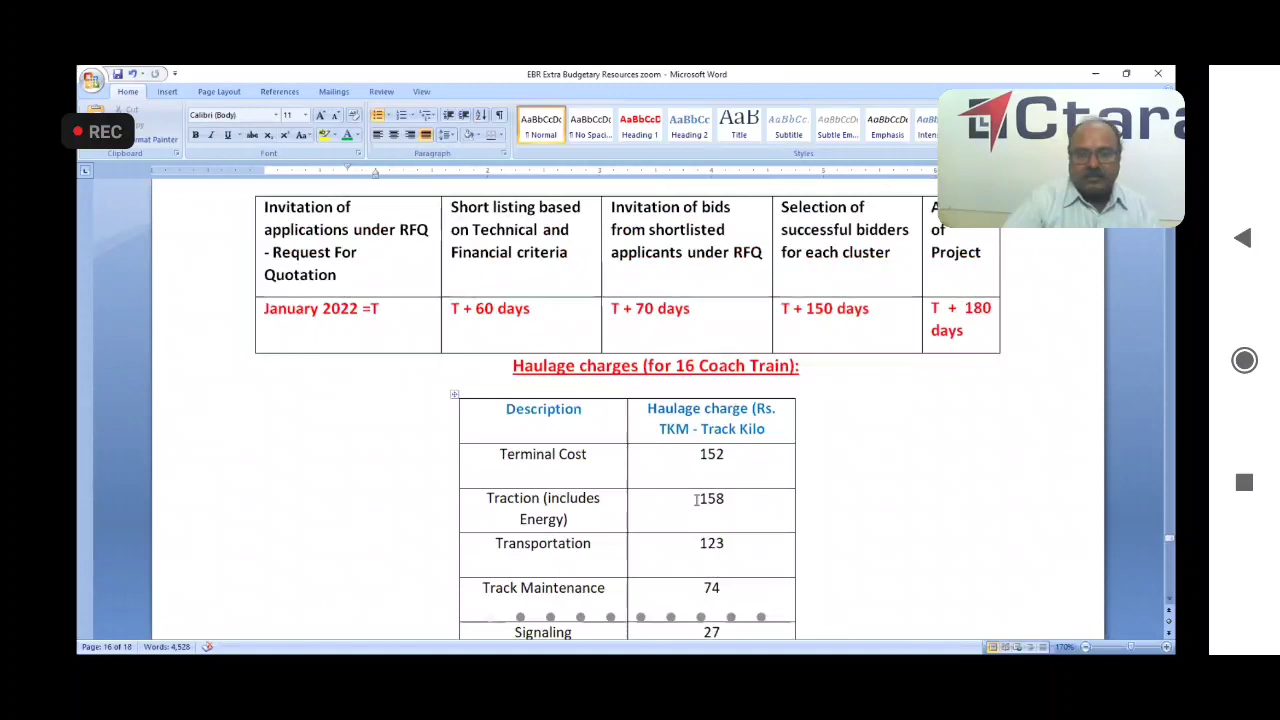 EBR Extra Budgetary Resources zoom - Microsoft Word
Home Insert Page Layout References Mailings Review View
Cut
Format Painter
Clipboard
Calibri (Body) 11
Font
Paragraph
AaBbCcDc AaBbCcDc AaBbCc AaBbCc AaB AaBbCcDc AaBbCcDc AaBbCcDc
¶ Normal ¶ No Spaci... Heading 1 Heading 2 Title Subtitle Subtle Em... Emphasis Intens
Styles
REC
Ctara
Invitation of
applications under RFQ
- Request For
Quotation
Short listing based
on Technical and
Financial criteria
Invitation of bids
from shortlisted
applicants under RFQ
Selection of
successful bidders
for each cluster
of
Project
January 2022 =T
T + 60 days
T + 70 days
T + 150 days
T + 180
days
Haulage charges (for 16 Coach Train):
Description
Haulage charge (Rs.
TKM - Track Kilo
Terminal Cost
152
Traction (includes
Energy)
158
Transportation
123
Track Maintenance
74
Signaling
27
Page: 16 of 18 Words: 4,528
170%